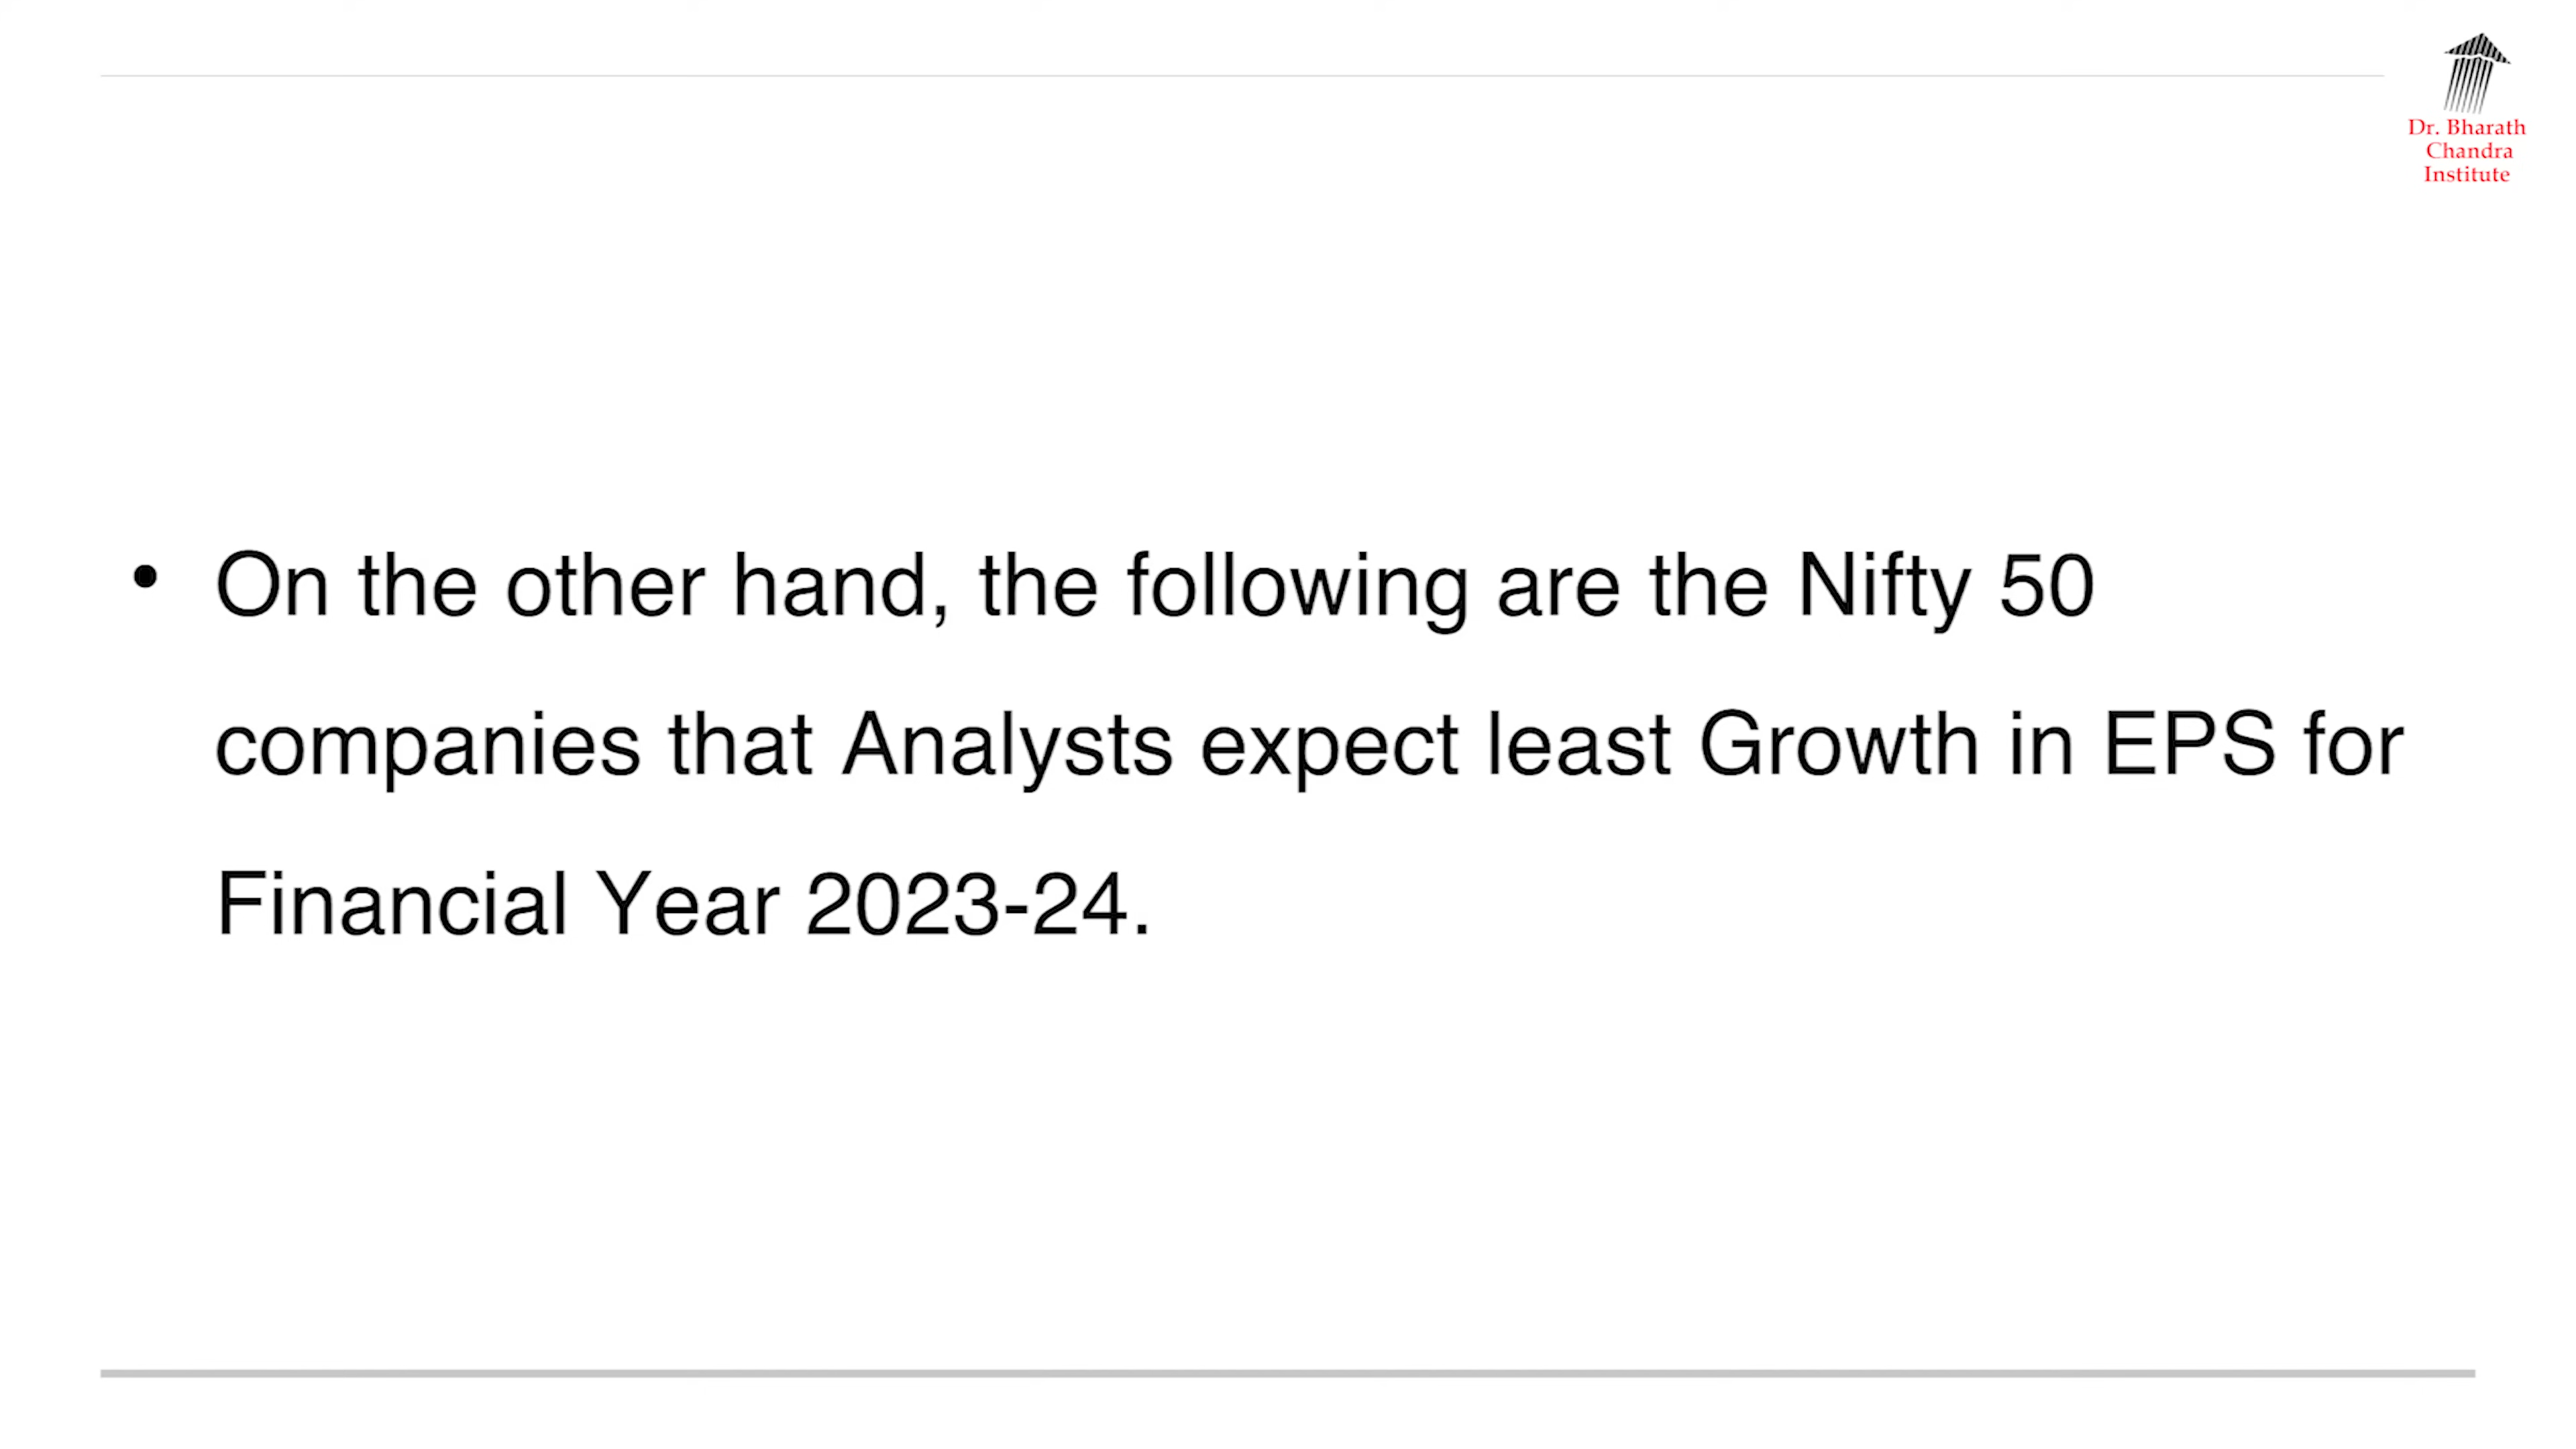 Dr. Bharath
Chandra
Institute
• On the other hand, the following are the Nifty 50
companies that Analysts expect least Growth in EPS for
Financial Year 2023-24.